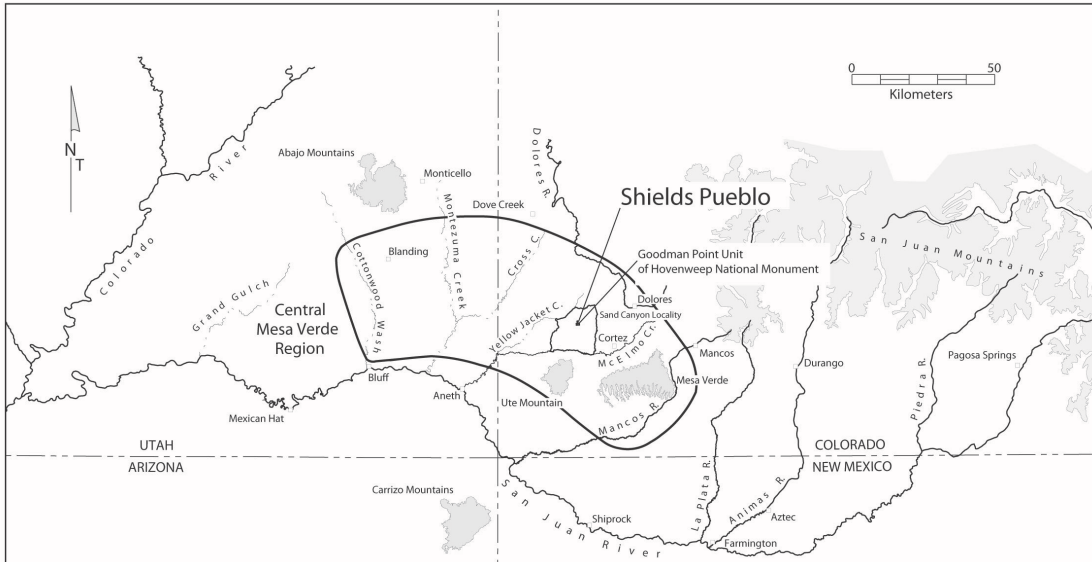 0 50
Kilometers
N
T
Colorado River
Abajo Mountains
Monticello
Dolores R.
Dove Creek
Shields Pueblo
Montezuma Creek
Cross C.
San Juan Mountains
Goodman Point Unit
of Hovenweep National Monument
Blanding
Cottonwood Wash
Grand Gulch
Central
Mesa Verde
Region
Dolores
Sand Canyon Locality
Yellow Jacket C.
Cortez
McElmo Cr.
Mancos
Durango
Piedra R.
Pagosa Springs
Bluff
Aneth
Ute Mountain
Mesa Verde
Mexican Hat
Mancos R.
UTAH
ARIZONA
COLORADO
NEW MEXICO
La Plata R.
Animas R.
Carrizo Mountains
San Juan River
Shiprock
Aztec
Farmington